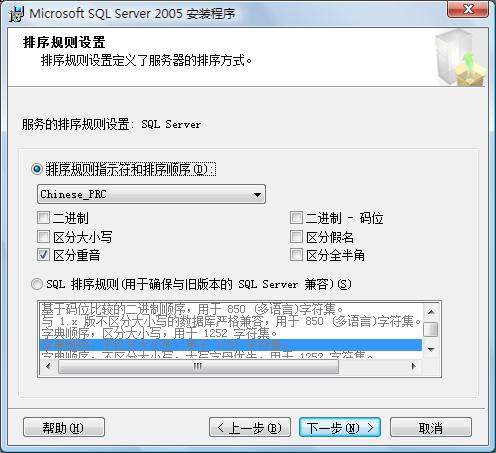 Microsoft SQL Server 2005 安装程序
排序规则设置
排序规则设置定义了服务器的排序方式。
服务的排序规则设置: SQL Server
排序规则指示符和排序顺序(D):
Chinese_PRC
二进制
二进制 - 码位
区分大小写
区分假名
区分重音
区分全半角
SQL 排序规则(用于确保与旧版本的 SQL Server 兼容)(S)
基于码位比较的二进制顺序，用于 850 (多语言)字符集。
与 1.x 版不区分大小写的数据库严格兼容，用于 850 (多语言)字符集。
字典顺序，区分大小写，用于 1252 字符集。
字典顺序，不区分大小写，大写字母优先，用于 1252 字符集。
帮助(H)
< 上一步(B)
下一步(N) >
取消